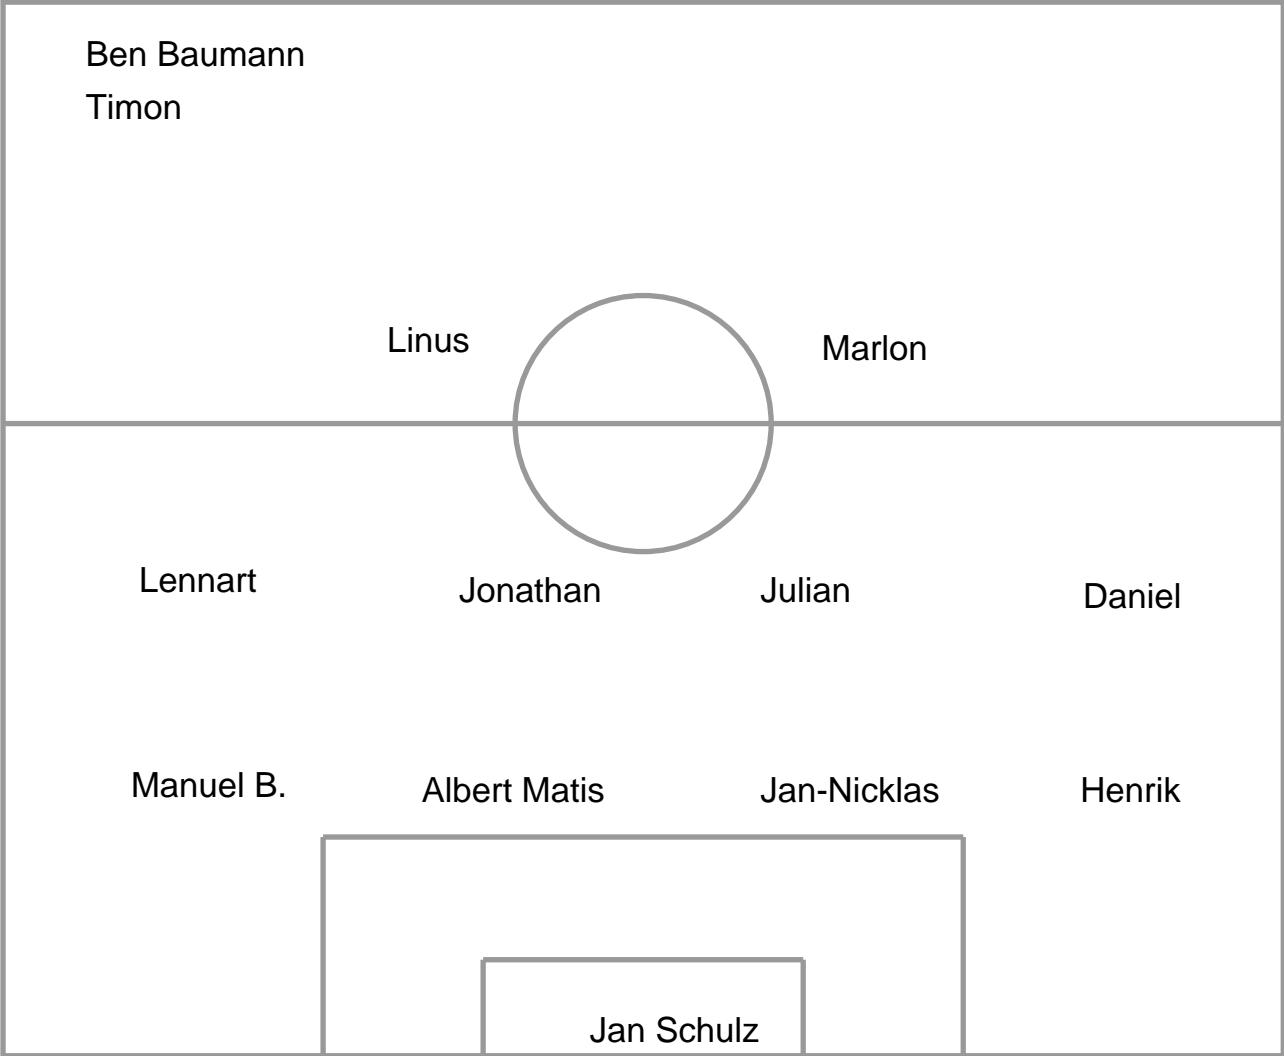 Ben Baumann
Timon
Linus
Marlon
Lennart
Jonathan
Julian
Daniel
Manuel B.
Albert Matis
Jan-Nicklas
Henrik
Jan Schulz